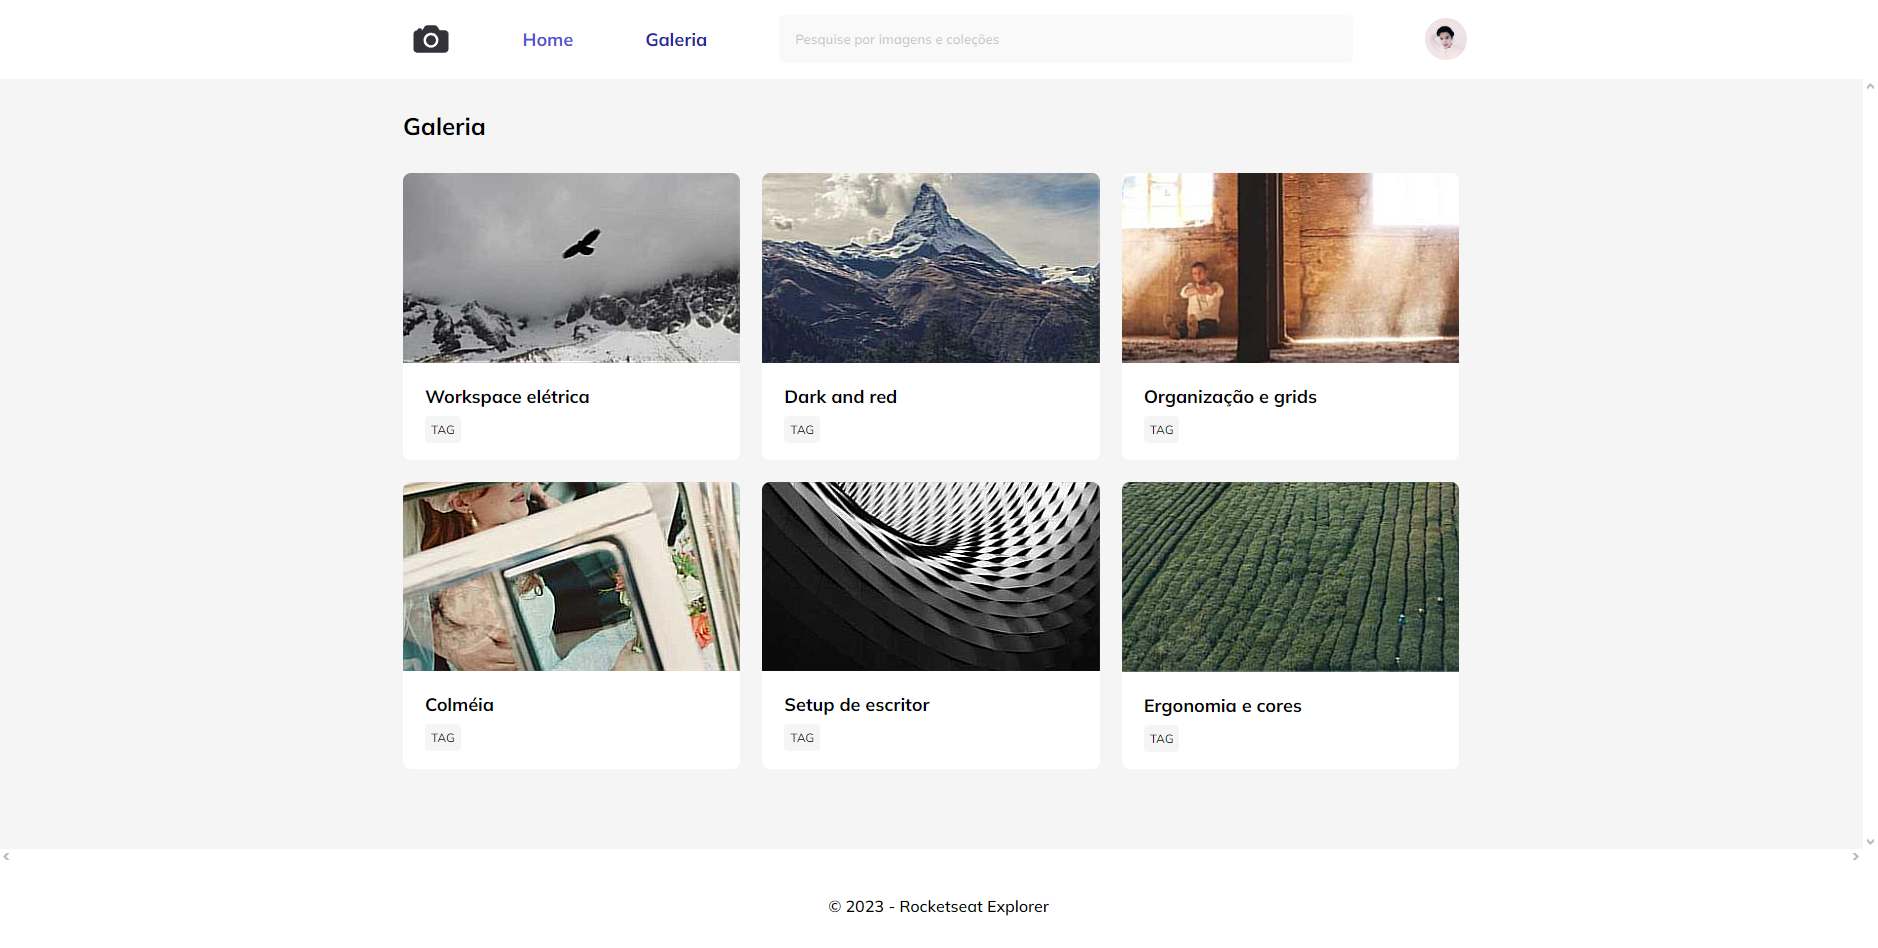 Home
Galeria
Pesquise por imagens e coleções
Galeria
Workspace elétrica
TAG
Dark and red
TAG
Organização e grids
TAG
Colméia
TAG
Setup de escritor
TAG
Ergonomia e cores
TAG
© 2023 - Rocketseat Explorer